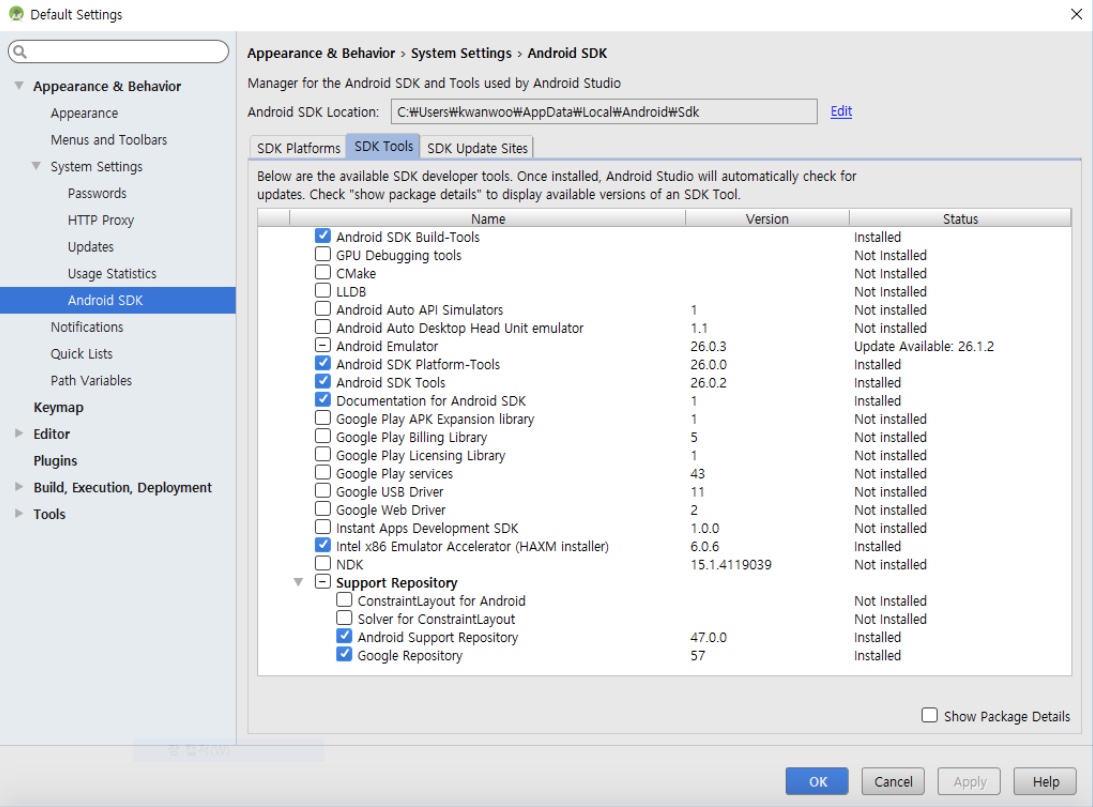 Default Settings
Appearance & Behavior
Appearance
Menus and Toolbars
System Settings
Passwords
HTTP Proxy
Updates
Usage Statistics
Android SDK
Notifications
Quick Lists
Path Variables
Keymap
Editor
Plugins
Build, Execution, Deployment
Tools
Appearance & Behavior › System Settings › Android SDK
Manager for the Android SDK and Tools used by Android Studio
Android SDK Location: C:₩Users₩kwanwoo₩AppData₩Local₩Android₩Sdk Edit
SDK Platforms SDK Tools SDK Update Sites
Below are the available SDK developer tools. Once installed, Android Studio will automatically check for
updates. Check "show package details" to display available versions of an SDK Tool.
Name Version Status
Android SDK Build-Tools Installed
GPU Debugging tools Not Installed
CMake Not Installed
LLDB Not Installed
Android Auto API Simulators 1 Not installed
Android Auto Desktop Head Unit emulator 1.1 Not installed
Android Emulator 26.0.3 Update Available: 26.1.2
Android SDK Platform-Tools 26.0.0 Installed
Android SDK Tools 26.0.2 Installed
Documentation for Android SDK 1 Installed
Google Play APK Expansion library 1 Not installed
Google Play Billing Library 5 Not installed
Google Play Licensing Library 1 Not installed
Google Play services 43 Not installed
Google USB Driver 11 Not installed
Google Web Driver 2 Not installed
Instant Apps Development SDK 1.0.0 Not installed
Intel x86 Emulator Accelerator (HAXM installer) 6.0.6 Installed
NDK 15.1.4119039 Not installed
Support Repository
ConstraintLayout for Android Not Installed
Solver for ConstraintLayout Not Installed
Android Support Repository 47.0.0 Installed
Google Repository 57 Installed
Show Package Details
OK Cancel Apply Help